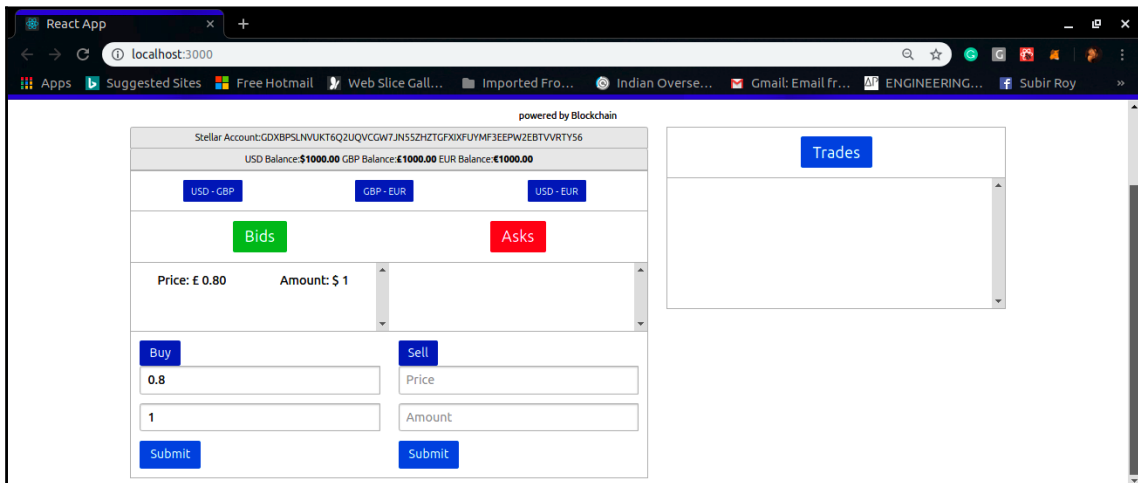 React App
localhost:3000
Apps Suggested Sites Free Hotmail Web Slice Gall... Imported Fro... Indian Overse... Gmail: Email fr... ENGINEERING... Subir Roy »
powered by Blockchain
Stellar Account:GDXBPSLNVUKT6Q2UQVCGW7JN55ZHZTGFXIXFUYMF3EEPW2EBTVVRTY56
USD Balance:$1000.00 GBP Balance:£1000.00 EUR Balance:€1000.00
USD - GBP GBP - EUR USD - EUR
Bids Asks
Price: £ 0.80 Amount: $ 1
Buy
0.8
1
Submit
Sell
Price
Amount
Submit
Trades